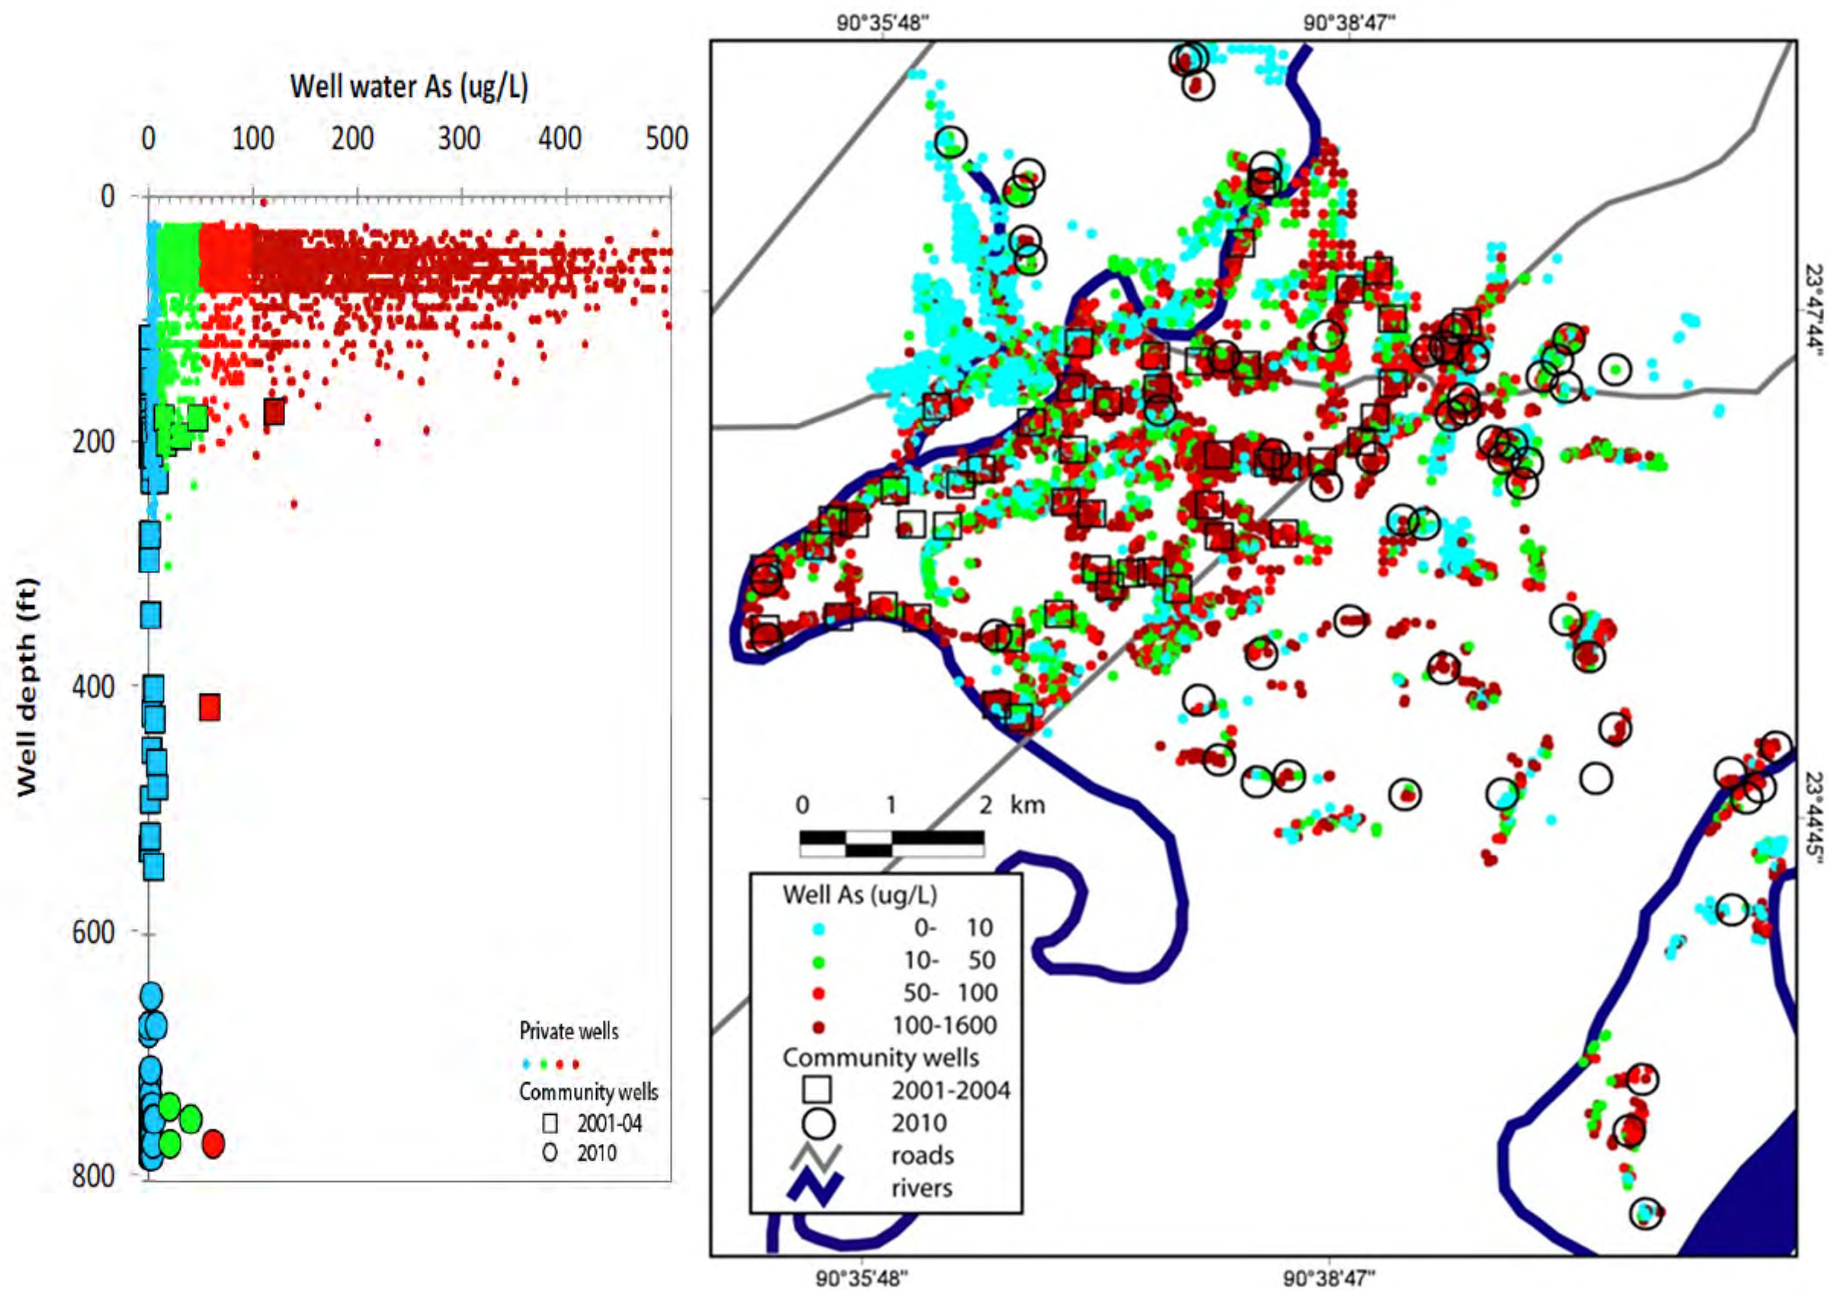 Well water As (ug/L)
0 100 200 300 400 500
0
200
400
600
800
Well depth (ft)
Private wells
Community wells
2001-04
2010
90°35'48"
90°38'47"
23°47'44"
23°44'45"
0 1 2 km
Well As (ug/L)
0- 10
10- 50
50- 100
100-1600
Community wells
2001-2004
2010
roads
rivers
90°35'48"
90°38'47"